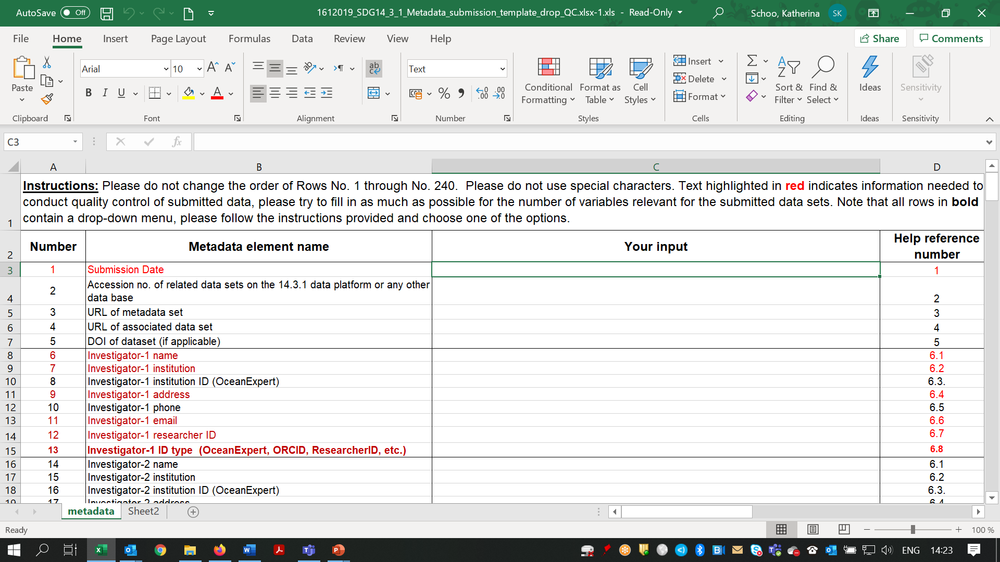 AutoSave Off 1612019_SDG14_3_1_Metadata_submission_template_drop_QC.xlsx-1.xls - Read-Only Schoo, Katherina SK
File Home Insert Page Layout Formulas Data Review View Help Share Comments
Paste
Arial 10
B I U A
ab
Text
% .00 .00
Conditional Formatting
Format as Table
Cell Styles
Insert
Delete
Format
Sort & Filter
Find & Select
Ideas
Sensitivity
Clipboard Font Alignment Number Styles Cells Editing Ideas Sensitivity
C3 fx
A B C D
1 Instructions: Please do not change the order of Rows No. 1 through No. 240. Please do not use special characters. Text highlighted in red indicates information needed to
conduct quality control of submitted data, please try to fill in as much as possible for the number of variables relevant for the submitted data sets. Note that all rows in bold
contain a drop-down menu, please follow the instructions provided and choose one of the options.
2 Number Metadata element name Your input Help reference number
3 1 Submission Date 1
4 2 Accession no. of related data sets on the 14.3.1 data platform or any other
data base 2
5 3 URL of metadata set 3
6 4 URL of associated data set 4
7 5 DOI of dataset (if applicable) 5
8 6 Investigator-1 name 6.1
9 7 Investigator-1 institution 6.2
10 8 Investigator-1 institution ID (OceanExpert) 6.3.
11 9 Investigator-1 address 6.4
12 10 Investigator-1 phone 6.5
13 11 Investigator-1 email 6.6
14 12 Investigator-1 researcher ID 6.7
15 13 Investigator-1 ID type (OceanExpert, ORCID, ResearcherID, etc.) 6.8
16 14 Investigator-2 name 6.1
17 15 Investigator-2 institution 6.2
18 16 Investigator-2 institution ID (OceanExpert) 6.3.
19 17 Investigator-2 address 6.4
metadata Sheet2
Ready 100 %
ENG 14:23